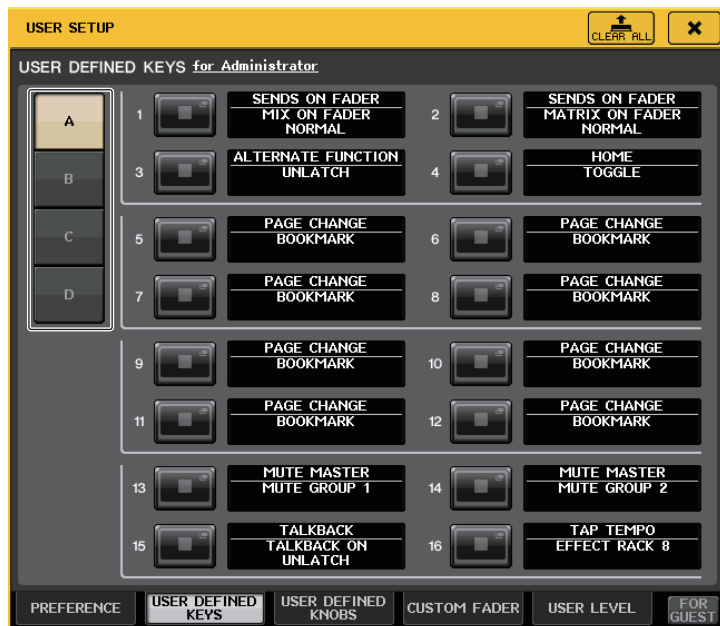 USER SETUP
CLEAR ALL
USER DEFINED KEYS for Administrator
A
B
C
D
1
SENDS ON FADER
MIX ON FADER
NORMAL
2
SENDS ON FADER
MATRIX ON FADER
NORMAL
3
ALTERNATE FUNCTION
UNLATCH
4
HOME
TOGGLE
5
PAGE CHANGE
BOOKMARK
6
PAGE CHANGE
BOOKMARK
7
PAGE CHANGE
BOOKMARK
8
PAGE CHANGE
BOOKMARK
9
PAGE CHANGE
BOOKMARK
10
PAGE CHANGE
BOOKMARK
11
PAGE CHANGE
BOOKMARK
12
PAGE CHANGE
BOOKMARK
13
MUTE MASTER
MUTE GROUP 1
14
MUTE MASTER
MUTE GROUP 2
15
TALKBACK
TALKBACK ON
UNLATCH
16
TAP TEMPO
EFFECT RACK 8
PREFERENCE
USER DEFINED
KEYS
USER DEFINED
KNOBS
CUSTOM FADER
USER LEVEL
FOR
GUEST